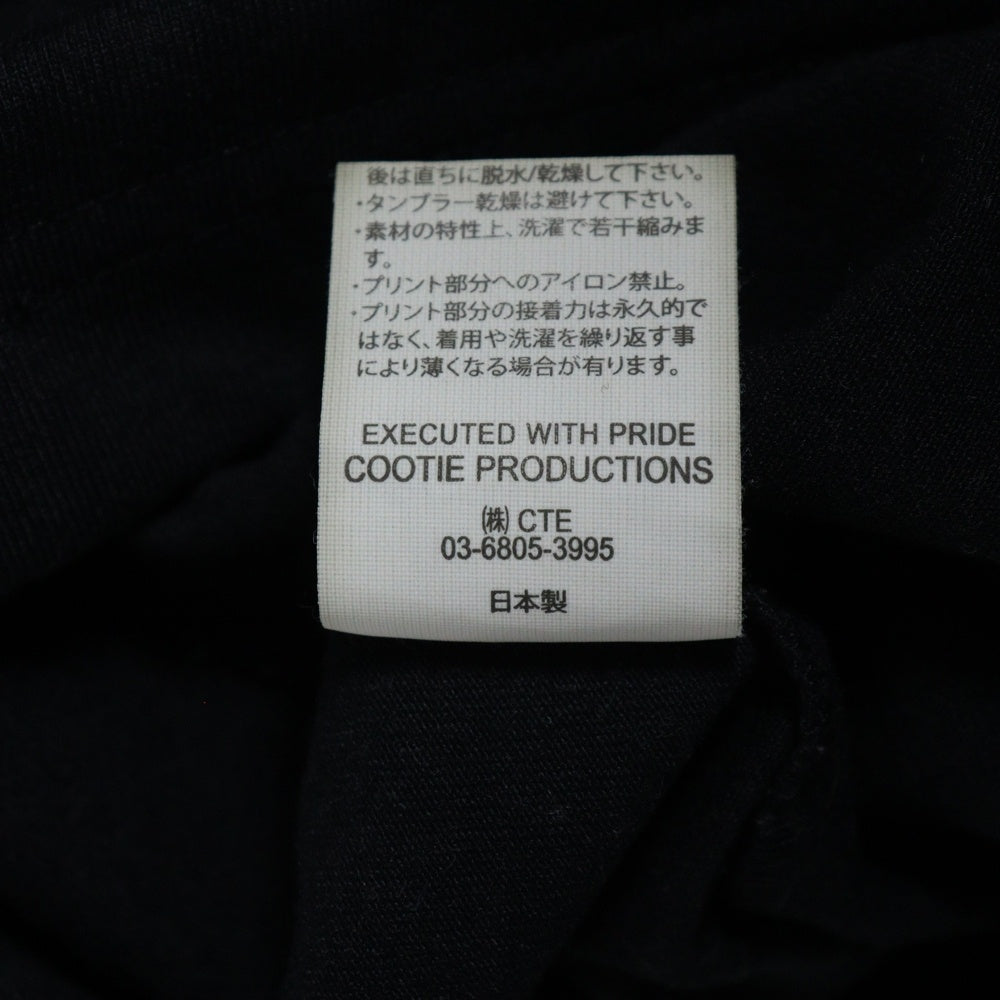 後は直ちに脱水/乾燥して下さい。
・タンブラー乾燥は避けて下さい。
・素材の特性上、洗濯で若干縮みま
す。
・プリント部分へのアイロン禁止。
・プリント部分の接着力は永久的で
はなく、着用や洗濯を繰り返す事
により薄くなる場合が有ります。
EXECUTED WITH PRIDE
COOTIE PRODUCTIONS
㈱ CTE
03-6805-3995
日本製